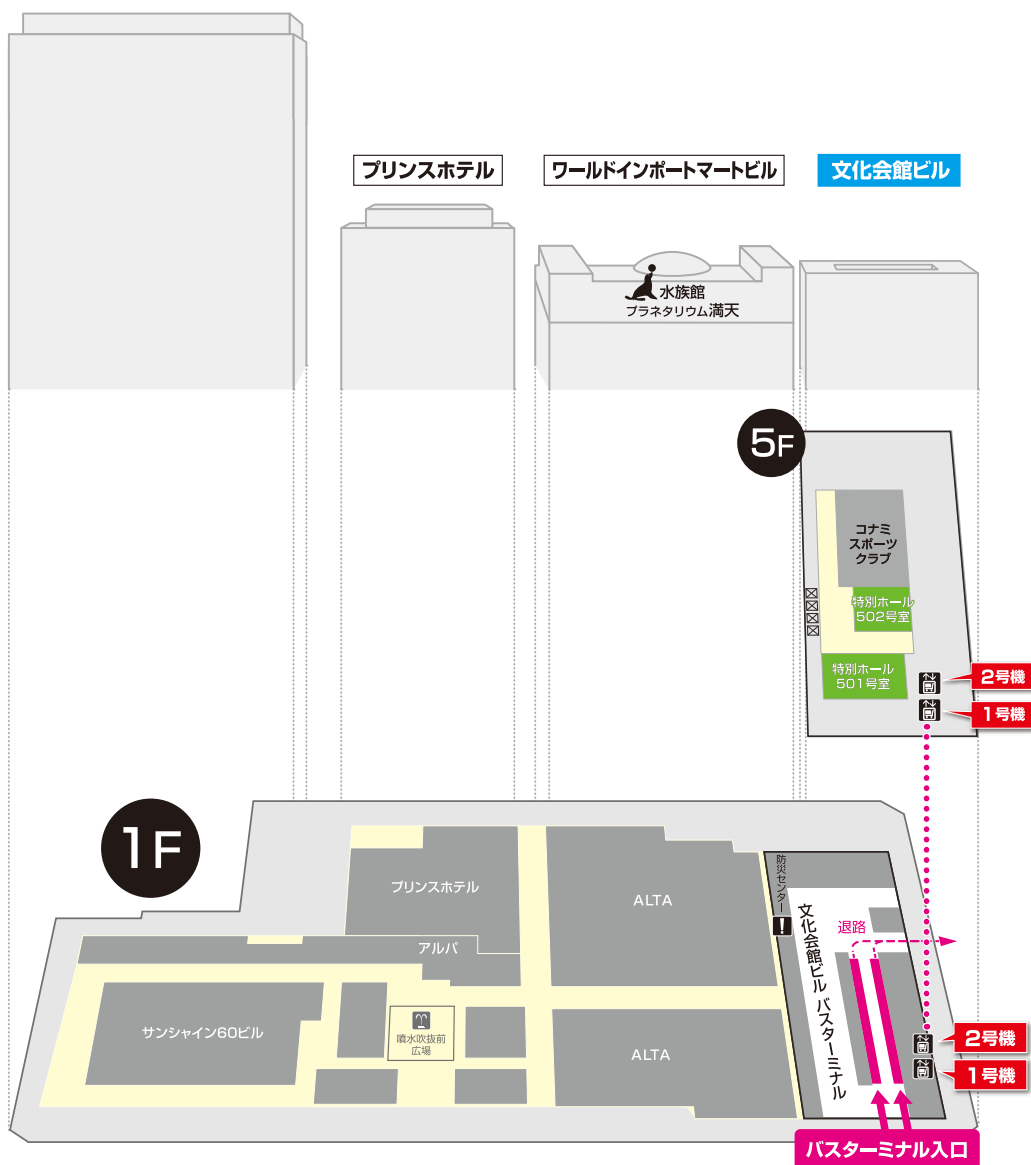 プリンスホテル
ワールドインポートマートビル
文化会館ビル
水族館
プラネタリウム満天
5F
コナミ
スポーツ
クラブ
特別ホール
502号室
特別ホール
501号室
2号機
1号機
1F
プリンスホテル
ALTA
防災センター
!
文化会館ビル バスターミナル
退路
アルパ
サンシャイン60ビル
噴水吹抜前
広場
ALTA
2号機
1号機
バスターミナル入口